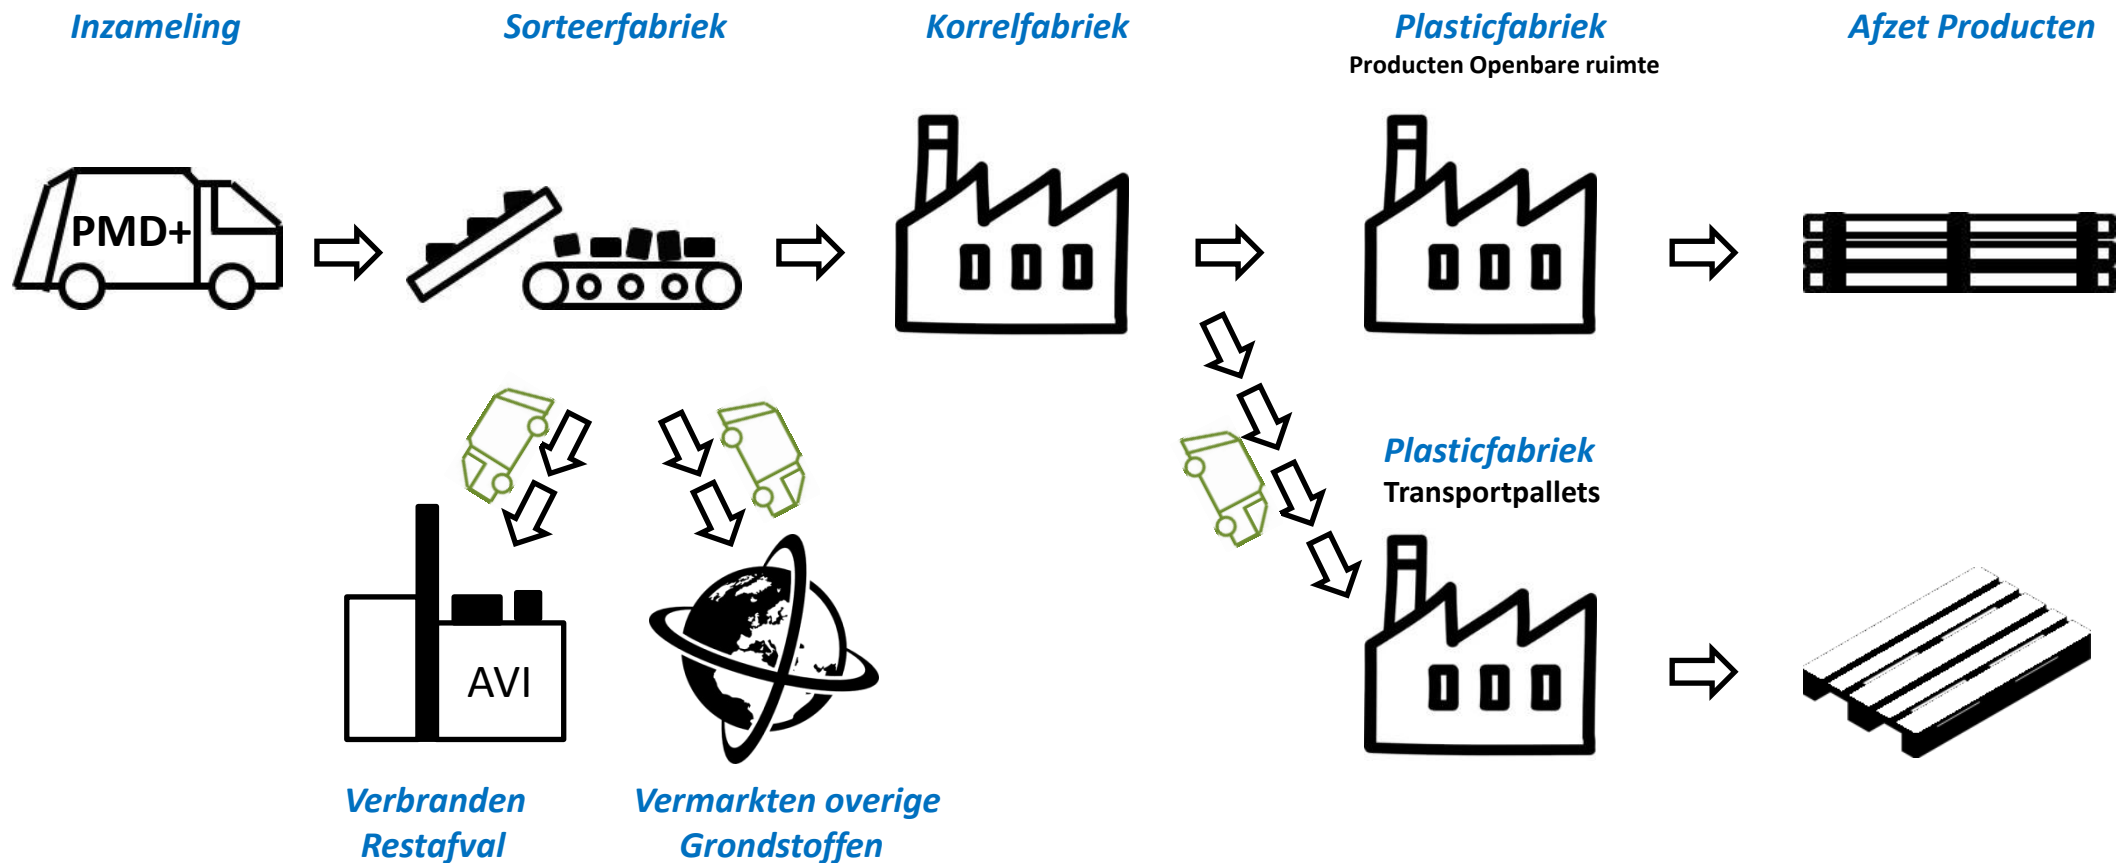 Inzameling
Sorteerfabriek
Korrelfabriek
Plasticfabriek
Producten Openbare ruimte
Afzet Producten
PMD+
Plasticfabriek
Transportpallets
AVI
Verbranden
Restafval
Vermarkten overige
Grondstoffen